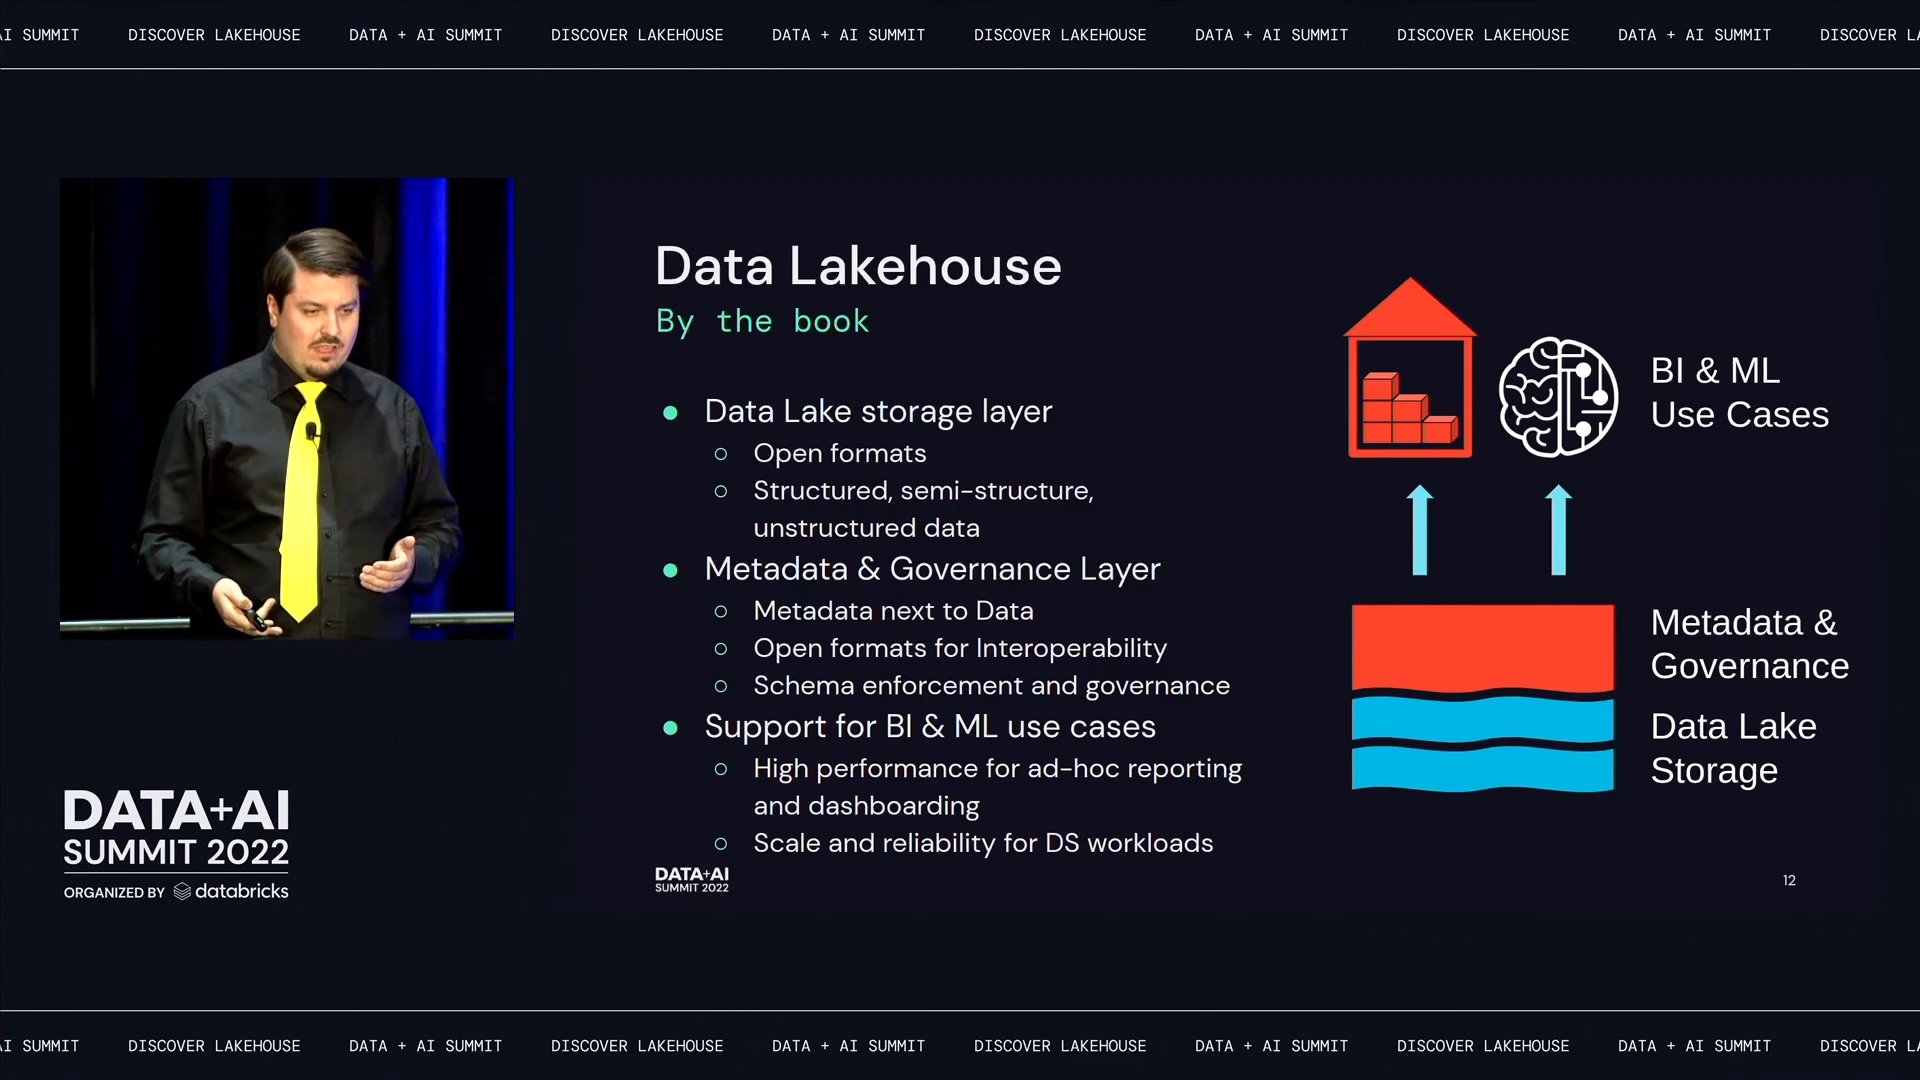 AI SUMMIT DISCOVER LAKEHOUSE DATA + AI SUMMIT DISCOVER LAKEHOUSE DATA + AI SUMMIT DISCOVER LAKEHOUSE DATA + AI SUMMIT DISCOVER LAKEHOUSE DATA + AI SUMMIT DISCOVER LA
Data Lakehouse
By the book
Data Lake storage layer
Open formats
Structured, semi-structure,
unstructured data
Metadata & Governance Layer
Metadata next to Data
Open formats for Interoperability
Schema enforcement and governance
Support for BI & ML use cases
High performance for ad-hoc reporting
and dashboarding
Scale and reliability for DS workloads
BI & ML
Use Cases
Metadata &
Governance
Data Lake
Storage
DATA+AI
SUMMIT 2022
12
DATA+AI
SUMMIT 2022
ORGANIZED BY databricks
AI SUMMIT DISCOVER LAKEHOUSE DATA + AI SUMMIT DISCOVER LAKEHOUSE DATA + AI SUMMIT DISCOVER LAKEHOUSE DATA + AI SUMMIT DISCOVER LAKEHOUSE DATA + AI SUMMIT DISCOVER LA